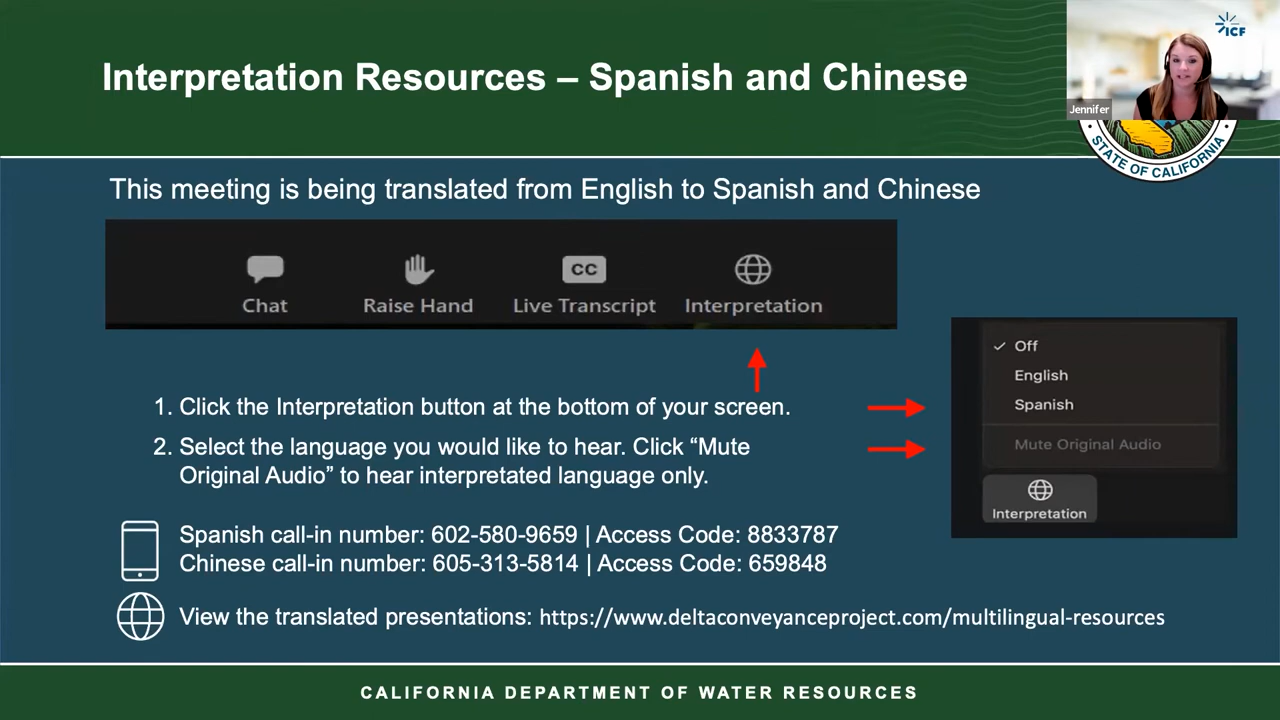 Interpretation Resources – Spanish and Chinese
ICF
Jennifer
STATE OF CALIFORNIA
This meeting is being translated from English to Spanish and Chinese
Chat
Raise Hand
CC
Live Transcript
Interpretation
Off
English
Spanish
Mute Original Audio
Interpretation
1. Click the Interpretation button at the bottom of your screen.
2. Select the language you would like to hear. Click “Mute
Original Audio” to hear interpretated language only.
Spanish call-in number: 602-580-9659 | Access Code: 8833787
Chinese call-in number: 605-313-5814 | Access Code: 659848
View the translated presentations: https://www.deltaconveyanceproject.com/multilingual-resources
CALIFORNIA DEPARTMENT OF WATER RESOURCES